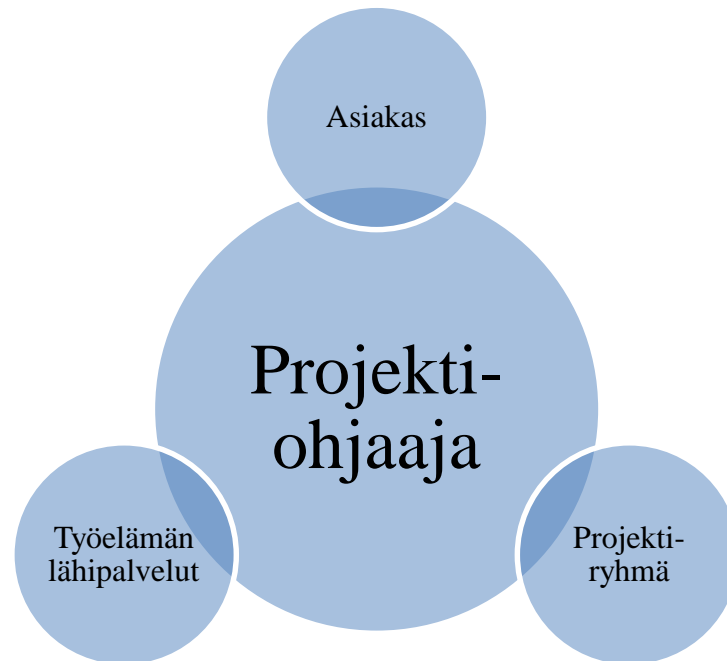 Asiakas
Projekti-
ohjaaja
Työelämän
lähipalvelut
Projekti-
ryhmä